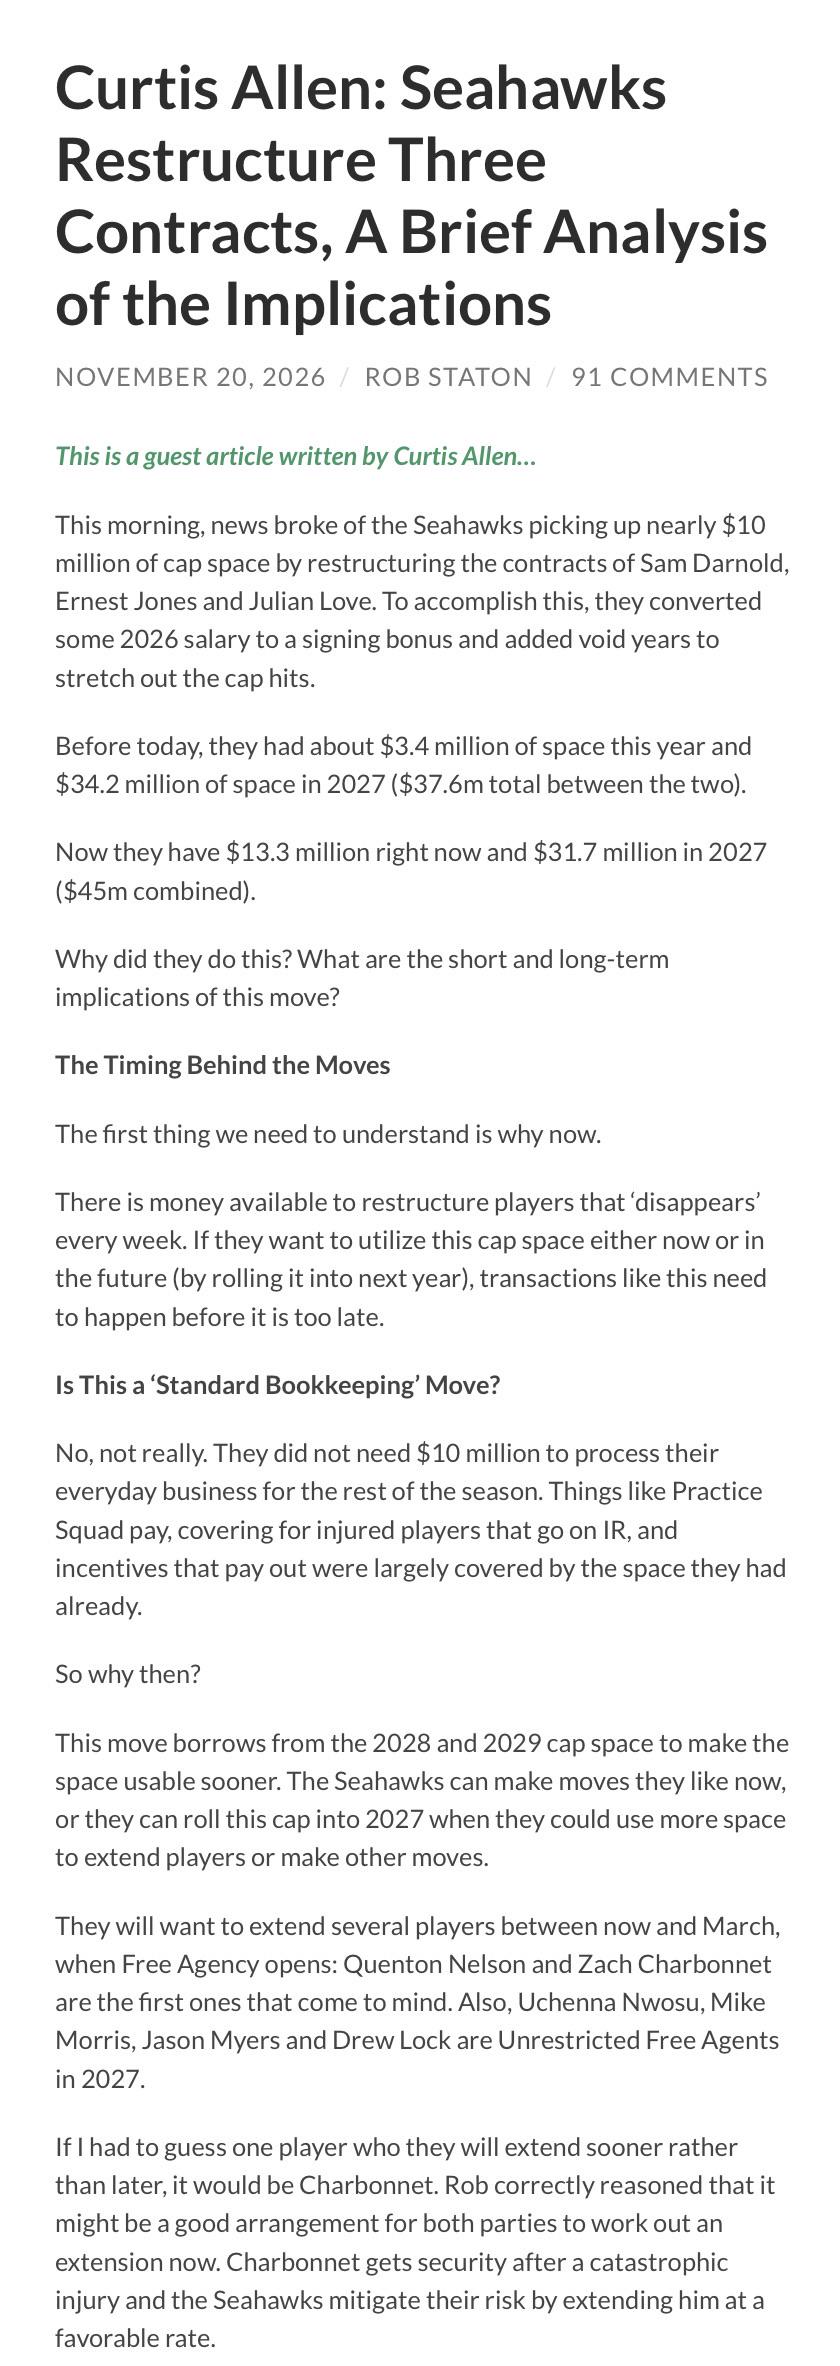 Curtis Allen: Seahawks
Restructure Three
Contracts, A Brief Analysis
of the Implications
NOVEMBER 20, 2026 / ROB STATON / 91 COMMENTS
This is a guest article written by Curtis Allen…
This morning, news broke of the Seahawks picking up nearly $10
million of cap space by restructuring the contracts of Sam Darnold,
Ernest Jones and Julian Love. To accomplish this, they converted
some 2026 salary to a signing bonus and added void years to
stretch out the cap hits.
Before today, they had about $3.4 million of space this year and
$34.2 million of space in 2027 ($37.6m total between the two).
Now they have $13.3 million right now and $31.7 million in 2027
($45m combined).
Why did they do this? What are the short and long-term
implications of this move?
The Timing Behind the Moves
The first thing we need to understand is why now.
There is money available to restructure players that ‘disappears’
every week. If they want to utilize this cap space either now or in
the future (by rolling it into next year), transactions like this need
to happen before it is too late.
Is This a ‘Standard Bookkeeping’ Move?
No, not really. They did not need $10 million to process their
everyday business for the rest of the season. Things like Practice
Squad pay, covering for injured players that go on IR, and
incentives that pay out were largely covered by the space they had
already.
So why then?
This move borrows from the 2028 and 2029 cap space to make the
space usable sooner. The Seahawks can make moves they like now,
or they can roll this cap into 2027 when they could use more space
to extend players or make other moves.
They will want to extend several players between now and March,
when Free Agency opens: Quenton Nelson and Zach Charbonnet
are the first ones that come to mind. Also, Uchenna Nwosu, Mike
Morris, Jason Myers and Drew Lock are Unrestricted Free Agents
in 2027.
If I had to guess one player who they will extend sooner rather
than later, it would be Charbonnet. Rob correctly reasoned that it
might be a good arrangement for both parties to work out an
extension now. Charbonnet gets security after a catastrophic
injury and the Seahawks mitigate their risk by extending him at a
favorable rate.